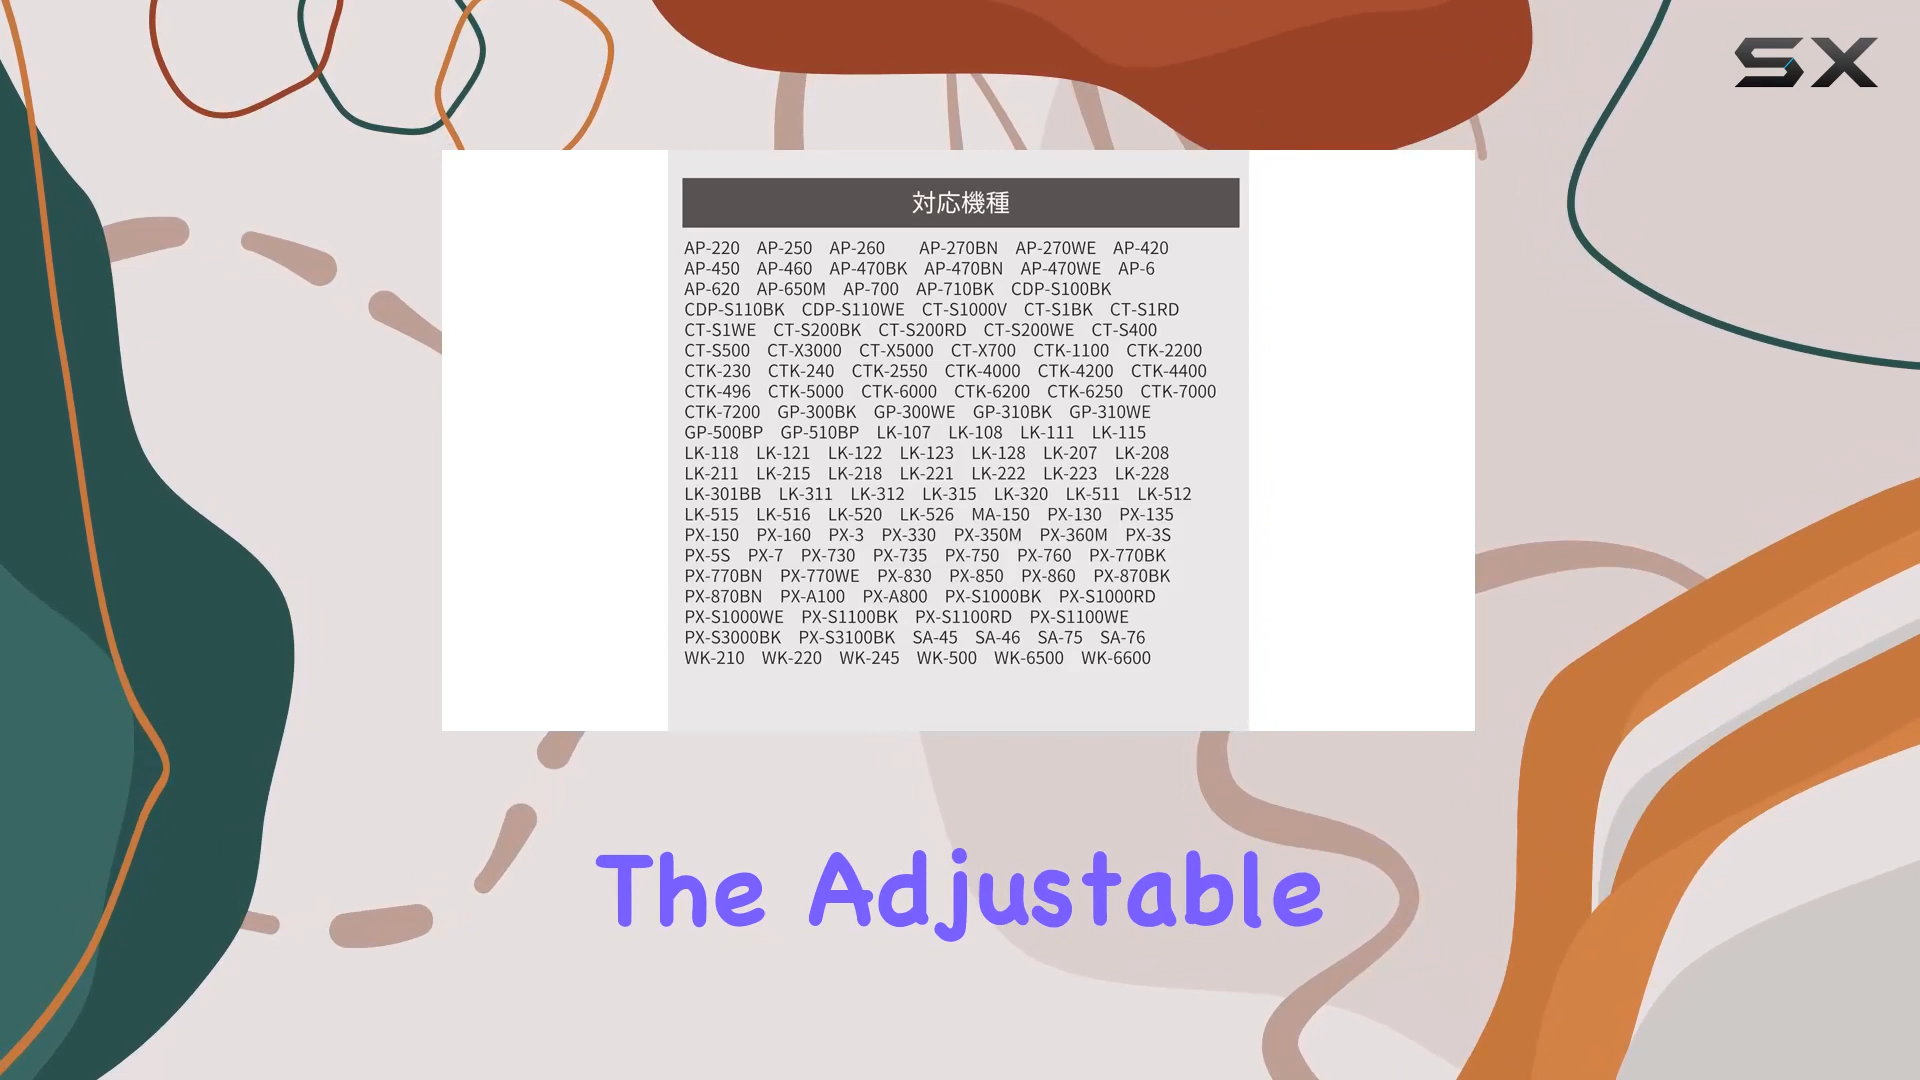 SX
対応機種
AP-220 AP-250 AP-260 AP-270BN AP-270WE AP-420
AP-450 AP-460 AP-470BK AP-470BN AP-470WE AP-6
AP-620 AP-650M AP-700 AP-710BK CDP-S100BK
CDP-S110BK CDP-S110WE CT-S1000V CT-S1BK CT-S1RD
CT-S1WE CT-S200BK CT-S200RD CT-S200WE CT-S400
CT-S500 CT-X3000 CT-X5000 CT-X700 CTK-1100 CTK-2200
CTK-230 CTK-240 CTK-2550 CTK-4000 CTK-4200 CTK-4400
CTK-496 CTK-5000 CTK-6000 CTK-6200 CTK-6250 CTK-7000
CTK-7200 GP-300BK GP-300WE GP-310BK GP-310WE
GP-500BP GP-510BP LK-107 LK-108 LK-111 LK-115
LK-118 LK-121 LK-122 LK-123 LK-128 LK-207 LK-208
LK-211 LK-215 LK-218 LK-221 LK-222 LK-223 LK-228
LK-301BB LK-311 LK-312 LK-315 LK-320 LK-511 LK-512
LK-515 LK-516 LK-520 LK-526 MA-150 PX-130 PX-135
PX-150 PX-160 PX-3 PX-330 PX-350M PX-360M PX-3S
PX-5S PX-7 PX-730 PX-735 PX-750 PX-760 PX-770BK
PX-770BN PX-770WE PX-830 PX-850 PX-860 PX-870BK
PX-870BN PX-A100 PX-A800 PX-S1000BK PX-S1000RD
PX-S1000WE PX-S1100BK PX-S1100RD PX-S1100WE
PX-S3000BK PX-S3100BK SA-45 SA-46 SA-75 SA-76
WK-210 WK-220 WK-245 WK-500 WK-6500 WK-6600
The Adjustable